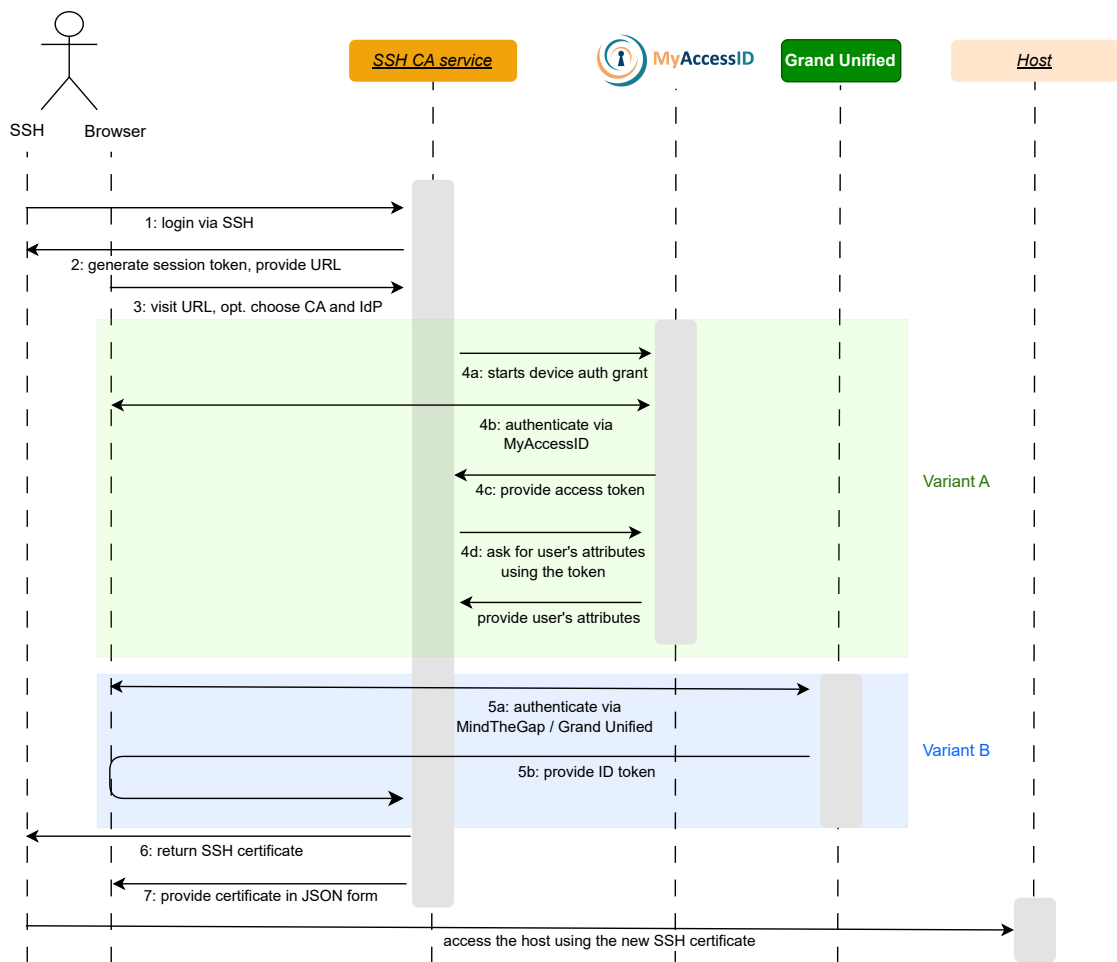 SSH CA service
MyAccessID
Grand Unified
Host
SSH
Browser
1: login via SSH
2: generate session token, provide URL
3: visit URL, opt. choose CA and IdP
4a: starts device auth grant
4b: authenticate via
MyAccessID
4c: provide access token
Variant A
4d: ask for user's attributes
using the token
provide user's attributes
5a: authenticate via
MindTheGap / Grand Unified
Variant B
5b: provide ID token
6: return SSH certificate
7: provide certificate in JSON form
access the host using the new SSH certificate